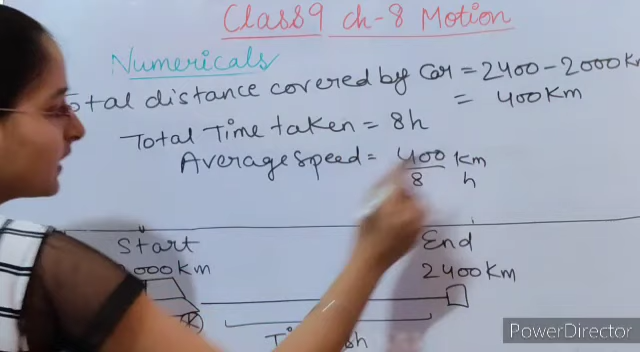 Class 9 Ch-8 Motion
Numericals
Total distance covered by Car = 2400 - 2000 Km
= 400 Km
Total Time taken = 8h
Average Speed = 400 Km
8 h
Start End
2000 Km 2400 Km
PowerDirector